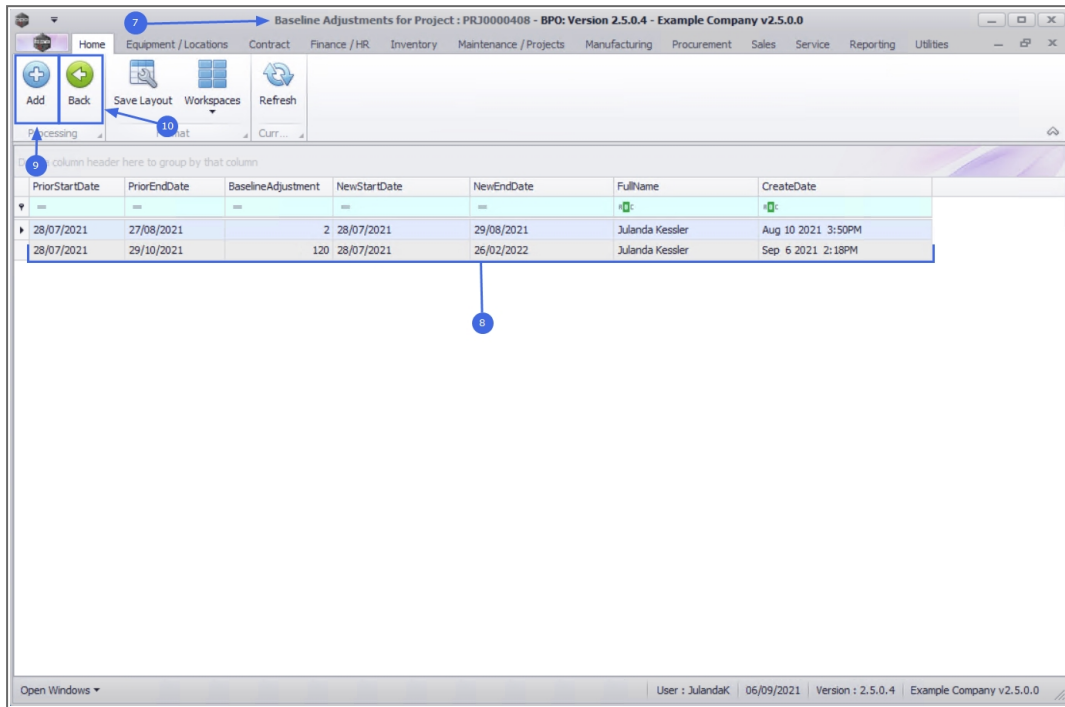 7
Baseline Adjustments for Project : PRJ0000408 - BPO: Version 2.5.0.4 - Example Company v2.5.0.0
Home Equipment / Locations Contract Finance / HR Inventory Maintenance / Projects Manufacturing Procurement Sales Service Reporting Utilities
Add Back Save Layout Workspaces Refresh
10
Processing Curr...
9
column header here to group by that column
PriorStartDate PriorEndDate BaselineAdjustment NewStartDate NewEndDate FullName CreateDate
= = = = =
28/07/2021 27/08/2021 2 28/07/2021 29/08/2021 Julanda Kessler Aug 10 2021 3:50PM
28/07/2021 29/10/2021 120 28/07/2021 26/02/2022 Julanda Kessler Sep 6 2021 2:18PM
8
Open Windows User : JulandaK 06/09/2021 Version : 2.5.0.4 Example Company v2.5.0.0